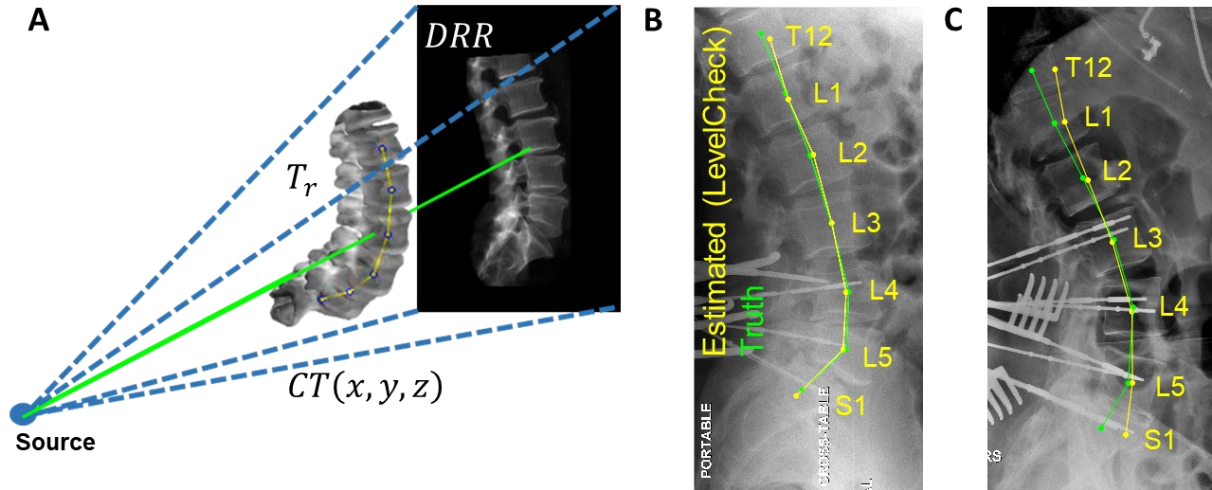 A
DRR
T_r
CT(x, y, z)
Source
B
Estimated (LevelCheck)
Truth
T12
L1
L2
L3
L4
L5
S1
PORTABLE
CROSS-TABLE
C
T12
L1
L2
L3
L4
L5
S1
RS